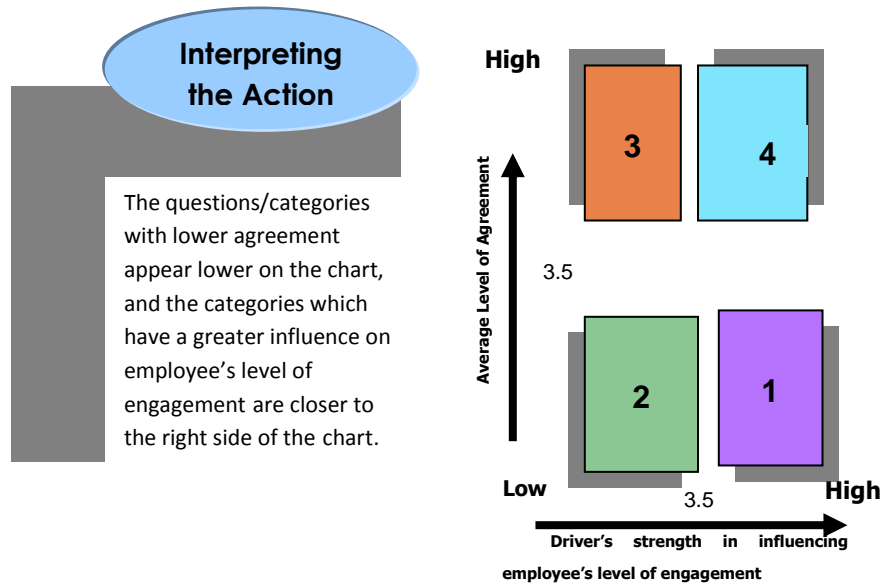 Interpreting
the Action
The questions/categories
with lower agreement
appear lower on the chart,
and the categories which
have a greater influence on
employee's level of
engagement are closer to
the right side of the chart.
High
3
4
Average Level of Agreement
3.5
2
1
Low
High
3.5
Driver's strength in influencing
employee's level of engagement